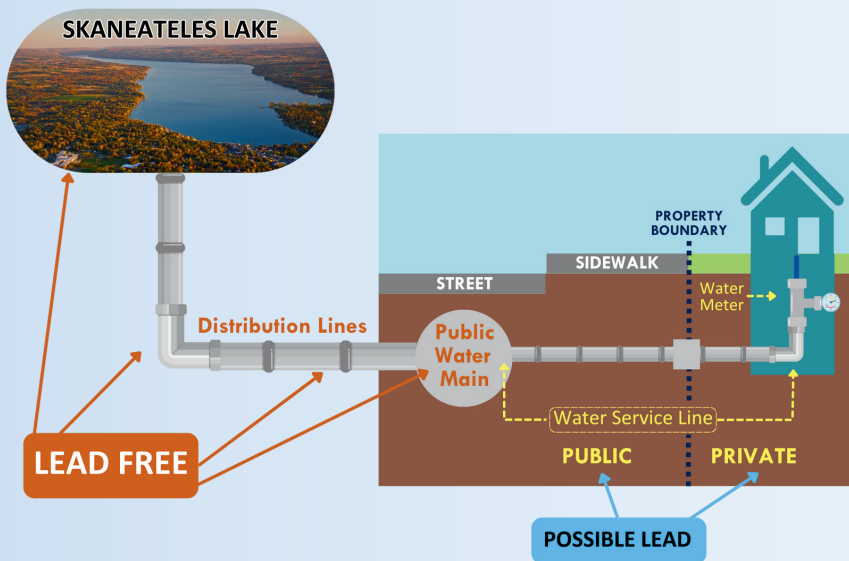 SKANEATELES LAKE
PROPERTY
BOUNDARY
SIDEWALK
STREET
Water
Meter
Distribution Lines
Public
Water
Main
Water Service Line
LEAD FREE
PUBLIC
PRIVATE
POSSIBLE LEAD